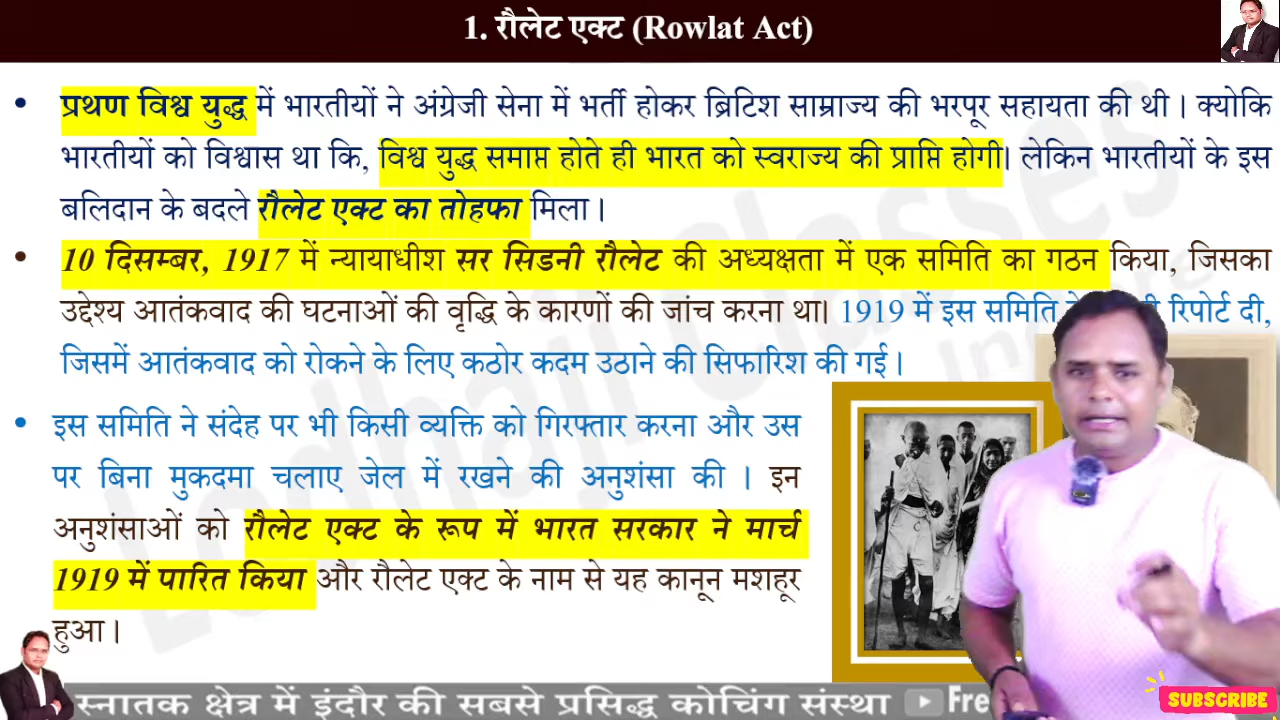 1. रौलेट एक्ट (Rowlat Act)
• प्रथण विश्व युद्ध में भारतीयों ने अंग्रेजी सेना में भर्ती होकर ब्रिटिश साम्राज्य की भरपूर सहायता की थी । क्योकि
भारतीयों को विश्वास था कि, विश्व युद्ध समाप्त होते ही भारत को स्वराज्य की प्राप्ति होगी। लेकिन भारतीयों के इस
बलिदान के बदले रौलेट एक्ट का तोहफा मिला ।
• 10 दिसम्बर, 1917 में न्यायाधीश सर सिडनी रौलेट की अध्यक्षता में एक समिति का गठन किया, जिसका
उद्देश्य आतंकवाद की घटनाओं की वृद्धि के कारणों की जांच करना था। 1919 में इस समिति रिपोर्ट दी,
जिसमें आतंकवाद को रोकने के लिए कठोर कदम उठाने की सिफारिश की गई ।
• इस समिति ने संदेह पर भी किसी व्यक्ति को गिरफ्तार करना और उस
पर बिना मुकदमा चलाए जेल में रखने की अनुशंसा की । इन
अनुशंसाओं को रौलेट एक्ट के रूप में भारत सरकार ने मार्च
1919 में पारित किया और रौलेट एक्ट के नाम से यह कानून मशहूर
हुआ ।
Lodhaji Classes
स्नातक क्षेत्र में इंदौर की सबसे प्रसिद्ध कोचिंग संस्था Fre
SUBSCRIBE